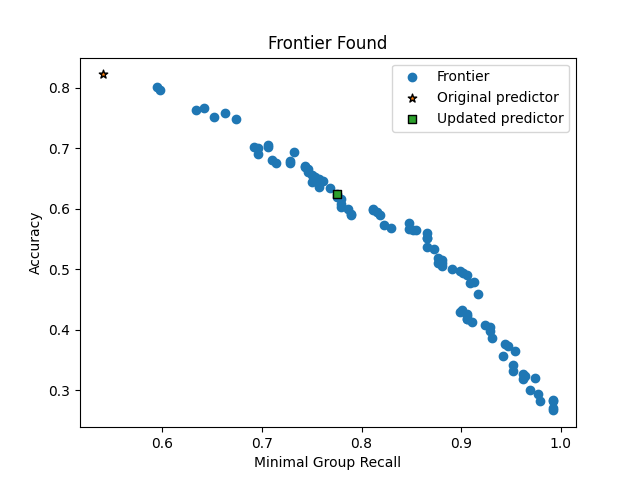 Frontier Found
Frontier
Original predictor
Updated predictor
0.8
0.7
0.6
0.5
0.4
0.3
Accuracy
0.6
0.7
0.8
0.9
1.0
Minimal Group Recall